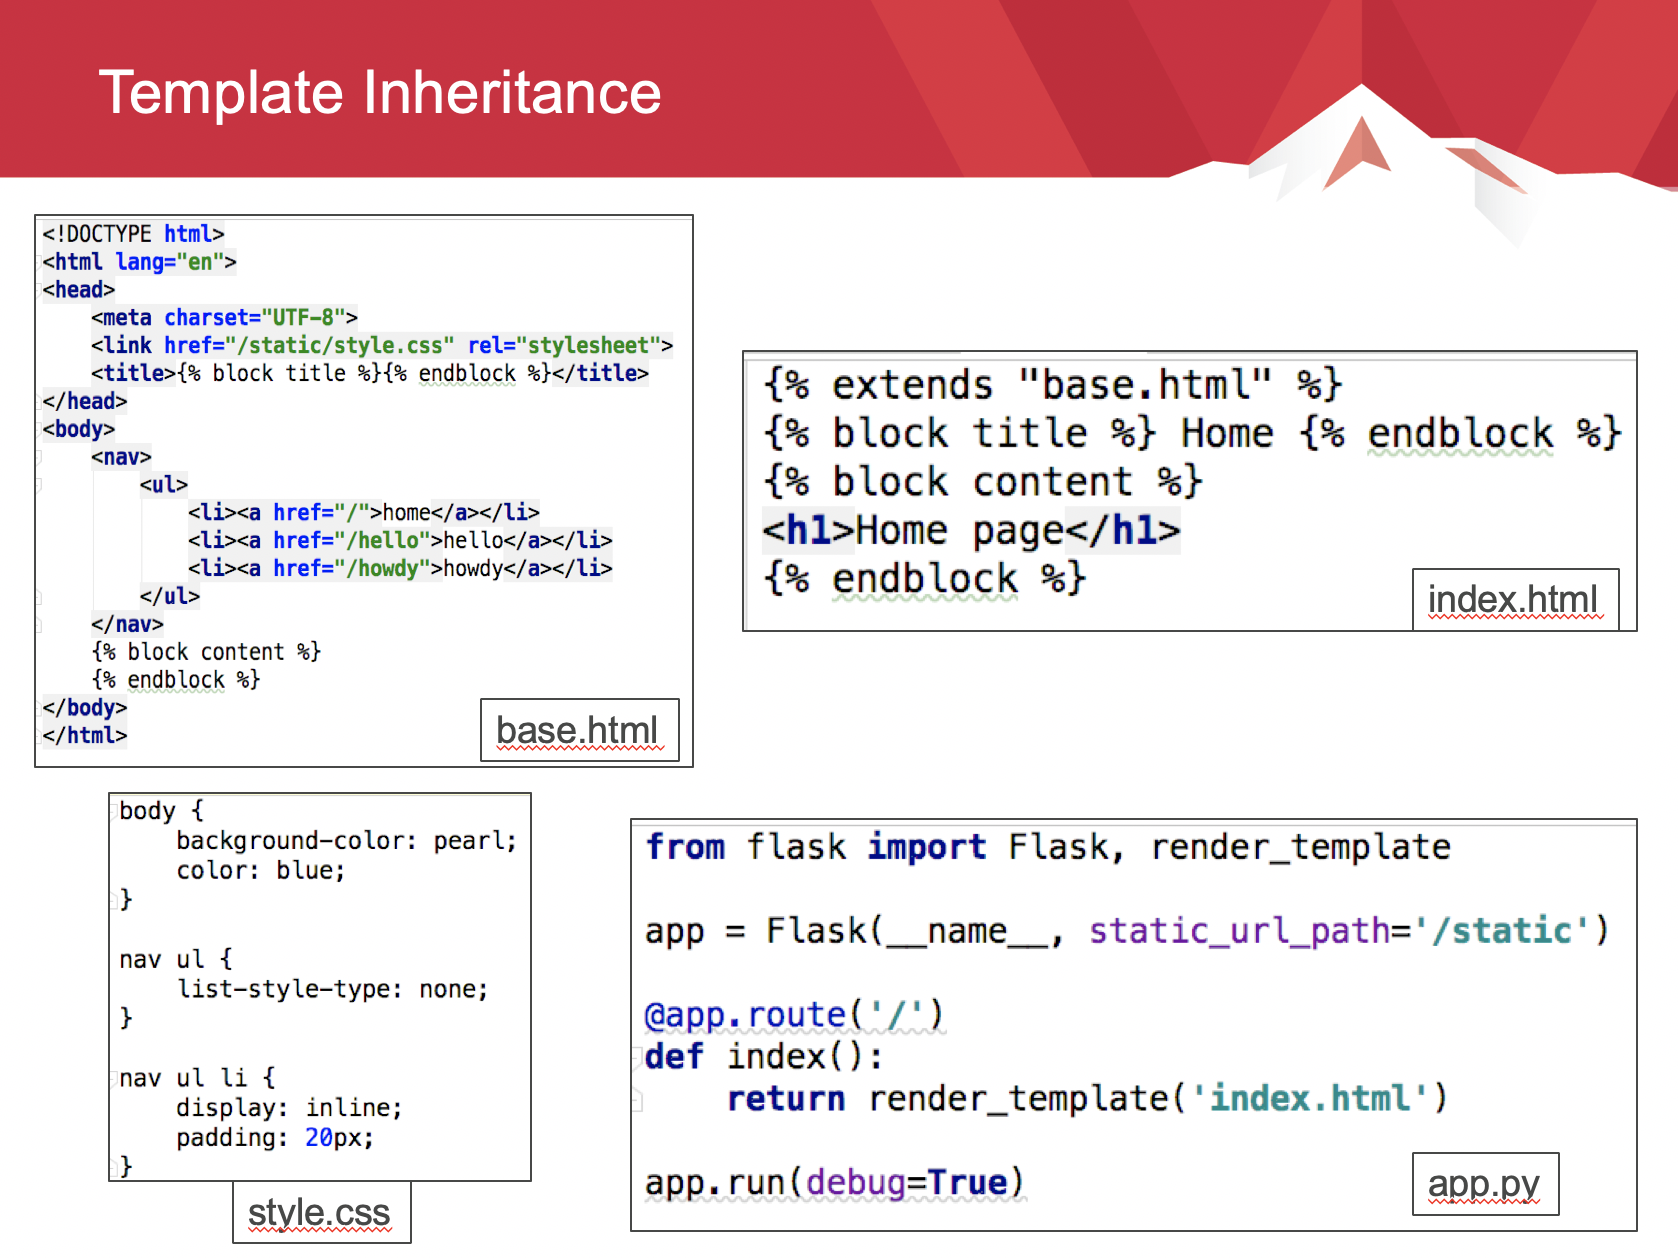 Template Inheritance
<!DOCTYPE html>
<html lang="en">
<head>
    <meta charset="UTF-8">
    <link href="/static/style.css" rel="stylesheet">
    <title>{% block title %}{% endblock %}</title>
</head>
<body>
    <nav>
        <ul>
            <li><a href="/">home</a></li>
            <li><a href="/hello">hello</a></li>
            <li><a href="/howdy">howdy</a></li>
        </ul>
    </nav>
    {% block content %}
    {% endblock %}
</body>
</html>
base.html
{% extends "base.html" %}
{% block title %} Home {% endblock %}
{% block content %}
<h1>Home page</h1>
{% endblock %}
index.html
body {
    background-color: pearl;
    color: blue;
}
nav ul {
    list-style-type: none;
}
nav ul li {
    display: inline;
    padding: 20px;
}
style.css
from flask import Flask, render_template
app = Flask(__name__, static_url_path='/static')
@app.route('/')
def index():
    return render_template('index.html')
app.run(debug=True)
app.py